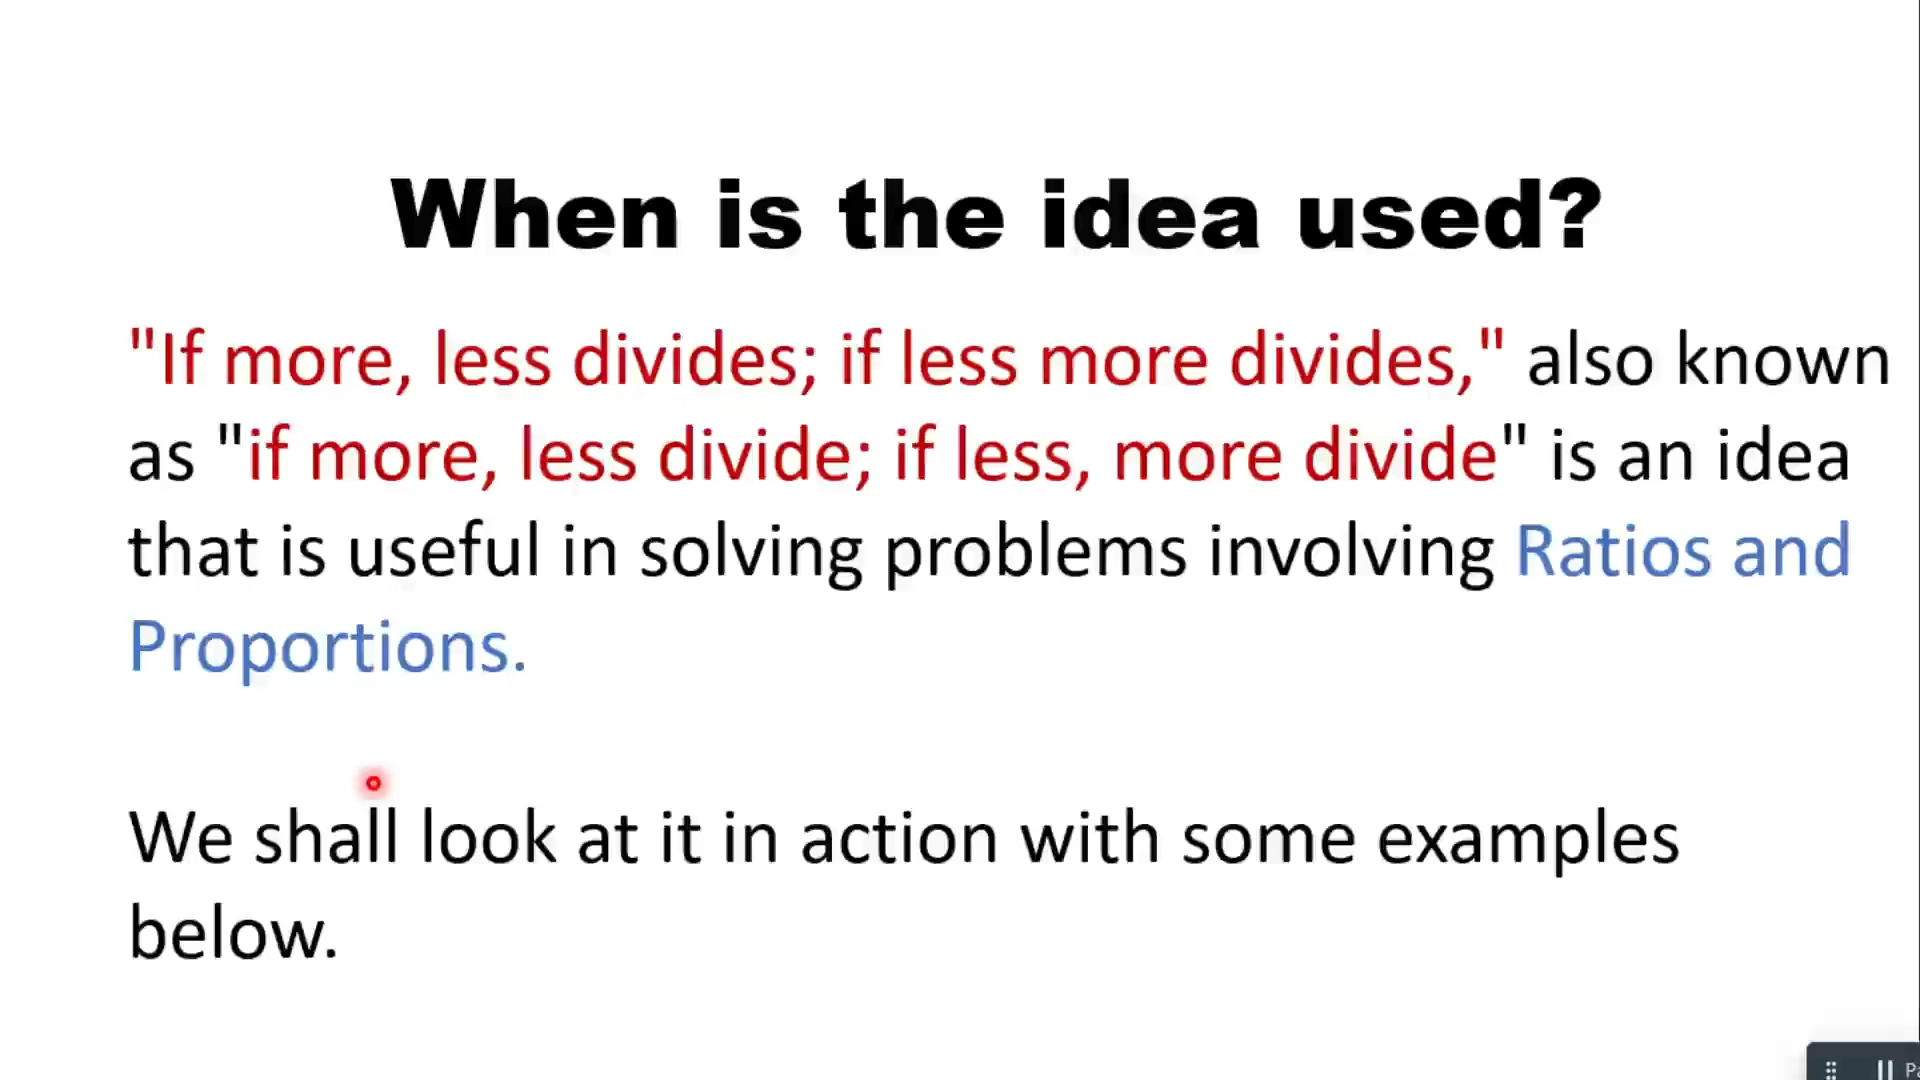 When is the idea used?
"If more, less divides; if less more divides," also known
as "if more, less divide; if less, more divide" is an idea
that is useful in solving problems involving Ratios and
Proportions.
We shall look at it in action with some examples
below.